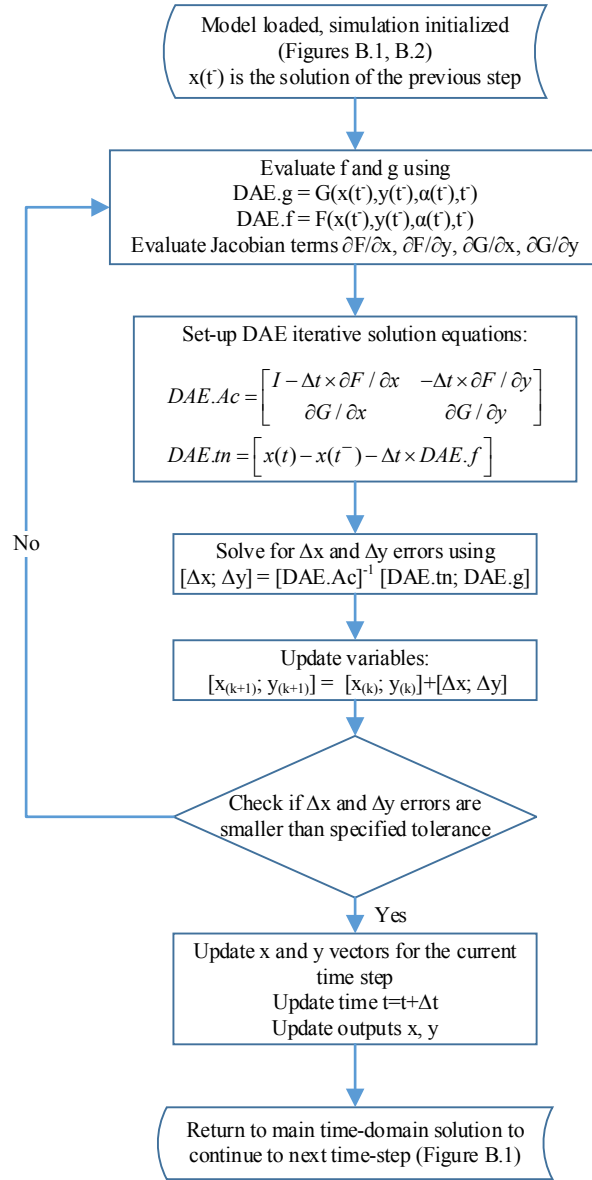 Model loaded, simulation initialized
(Figures B.1, B.2)
x(t⁻) is the solution of the previous step
Evaluate f and g using
DAE.g = G(x(t⁻),y(t⁻),α(t⁻),t⁻)
DAE.f = F(x(t⁻),y(t⁻),α(t⁻),t⁻)
Evaluate Jacobian terms ∂F/∂x, ∂F/∂y, ∂G/∂x, ∂G/∂y
Set-up DAE iterative solution equations:
DAE.Ac = [I − Δt × ∂F / ∂x   −Δt × ∂F / ∂y
∂G / ∂x   ∂G / ∂y]
DAE.tn = [x(t) − x(t⁻) − Δt × DAE.f]
No
Solve for Δx and Δy errors using
[Δx; Δy] = [DAE.Ac]⁻¹ [DAE.tn; DAE.g]
Update variables:
[x₍ₖ₊₁₎; y₍ₖ₊₁₎] = [x₍ₖ₎; y₍ₖ₎]+[Δx; Δy]
Check if Δx and Δy errors are
smaller than specified tolerance
Yes
Update x and y vectors for the current
time step
Update time t=t+Δt
Update outputs x, y
Return to main time-domain solution to
continue to next time-step (Figure B.1)